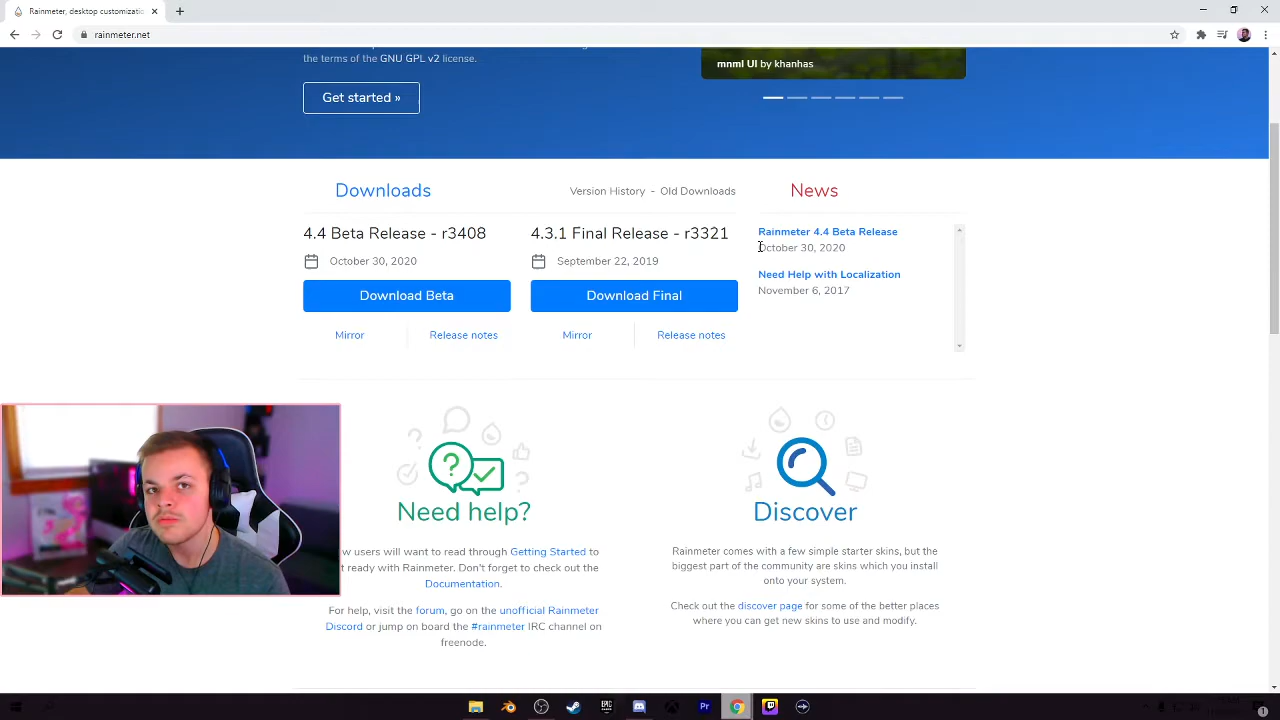 Rainmeter, desktop customizati
rainmeter.net
the terms of the GNU GPL v2 license.
mnml UI by khanhas
Get started »
Downloads
Version History - Old Downloads
News
4.4 Beta Release - r3408
4.3.1 Final Release - r3321
Rainmeter 4.4 Beta Release
October 30, 2020
October 30, 2020
September 22, 2019
Need Help with Localization
November 6, 2017
Download Beta
Download Final
Mirror
Release notes
Mirror
Release notes
Need help?
Discover
w users will want to read through Getting Started to
t ready with Rainmeter. Don't forget to check out the
Documentation.
For help, visit the forum, go on the unofficial Rainmeter
Discord or jump on board the #rainmeter IRC channel on
freenode.
Rainmeter comes with a few simple starter skins, but the
biggest part of the community are skins which you install
onto your system.
Check out the discover page for some of the better places
where you can get new skins to use and modify.
EPIC
Pr
1